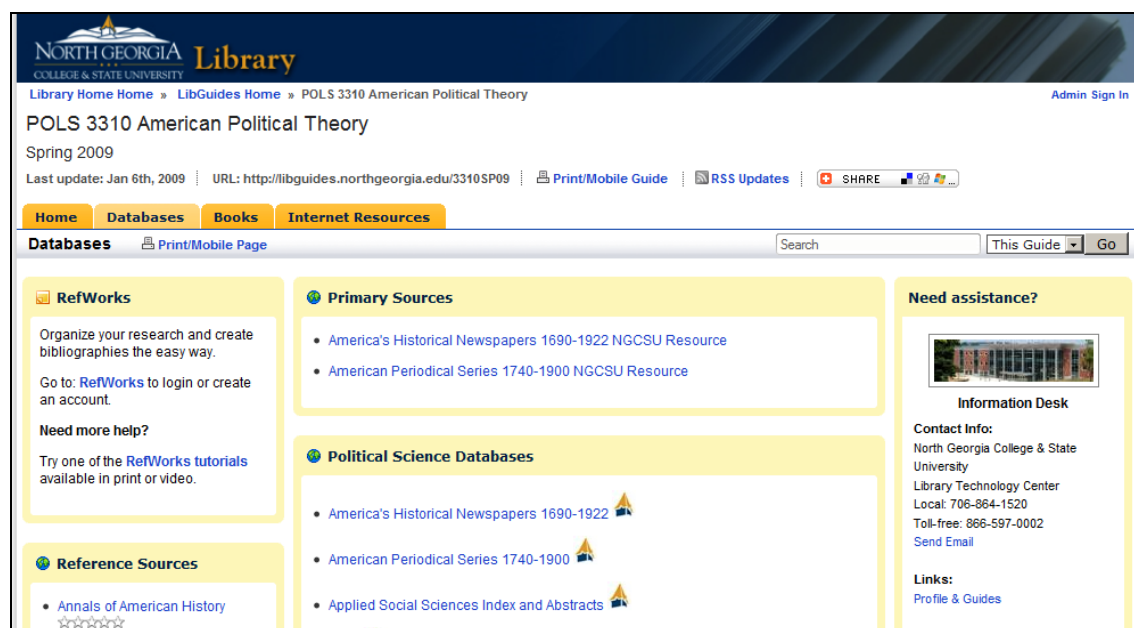 NORTH GEORGIA
COLLEGE & STATE UNIVERSITY
Library
Library Home Home » LibGuides Home » POLS 3310 American Political Theory
Admin Sign In
POLS 3310 American Political Theory
Spring 2009
Last update: Jan 6th, 2009 URL: http://libguides.northgeorgia.edu/3310SP09 Print/Mobile Guide RSS Updates SHARE ...
Home Databases Books Internet Resources
Databases Print/Mobile Page Search This Guide Go
RefWorks
Organize your research and create
bibliographies the easy way.
Go to: RefWorks to login or create
an account.
Need more help?
Try one of the RefWorks tutorials
available in print or video.
Reference Sources
Annals of American History
Primary Sources
America's Historical Newspapers 1690-1922 NGCSU Resource
American Periodical Series 1740-1900 NGCSU Resource
Political Science Databases
America's Historical Newspapers 1690-1922
American Periodical Series 1740-1900
Applied Social Sciences Index and Abstracts
Need assistance?
Information Desk
Contact Info:
North Georgia College & State
University
Library Technology Center
Local: 706-864-1520
Toll-free: 866-597-0002
Send Email
Links:
Profile & Guides